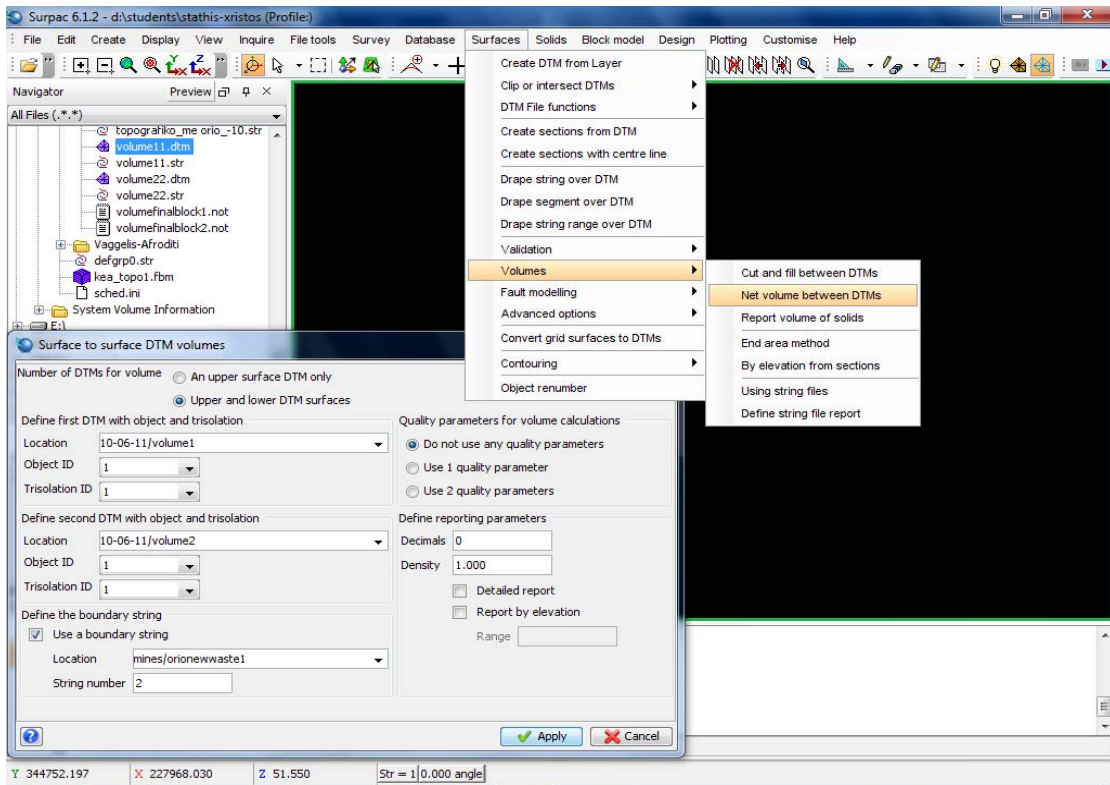 Surpac 6.1.2 - d:\students\stathis-xristos (Profile:)
File Edit Create Display View Inquire File tools Survey Database Surfaces Solids Block model Design Plotting Customise Help
Navigator Preview
All Files (.*.*)
topografiko_me orio_-10.str
volume11.dtm
volume11.str
volume22.dtm
volume22.str
volumefinalblock1.not
volumefinalblock2.not
Vaggelis-Afroditi
defgrp0.str
kea_topo1.fbm
sched.ini
System Volume Information
E:\
Create DTM from Layer
Clip or intersect DTMs
DTM File functions
Create sections from DTM
Create sections with centre line
Drape string over DTM
Drape segment over DTM
Drape string range over DTM
Validation
Volumes
Fault modelling
Advanced options
Convert grid surfaces to DTMs
Contouring
Object renumber
Cut and fill between DTMs
Net volume between DTMs
Report volume of solids
End area method
By elevation from sections
Using string files
Define string file report
Surface to surface DTM volumes
Number of DTMs for volume An upper surface DTM only
Upper and lower DTM surfaces
Define first DTM with object and trisolation
Location 10-06-11/volume1
Object ID 1
Trisolation ID 1
Define second DTM with object and trisolation
Location 10-06-11/volume2
Object ID 1
Trisolation ID 1
Define the boundary string
Use a boundary string
Location mines/orionewwaste1
String number 2
Quality parameters for volume calculations
Do not use any quality parameters
Use 1 quality parameter
Use 2 quality parameters
Define reporting parameters
Decimals 0
Density 1.000
Detailed report
Report by elevation
Range
Apply Cancel
Y 344752.197 X 227968.030 Z 51.550 Str = 1 0.000 angle